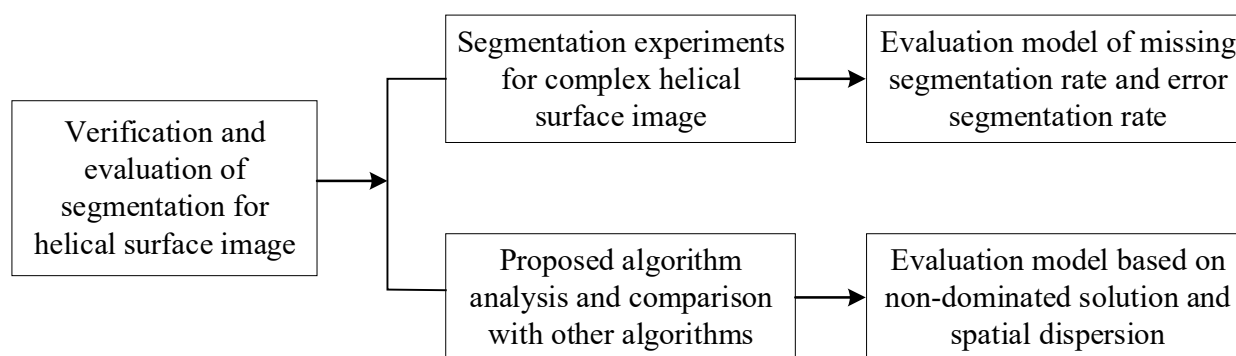 Verification and
evaluation of
segmentation for
helical surface image
Segmentation experiments
for complex helical
surface image
Evaluation model of missing
segmentation rate and error
segmentation rate
Proposed algorithm
analysis and comparison
with other algorithms
Evaluation model based on
non-dominated solution and
spatial dispersion